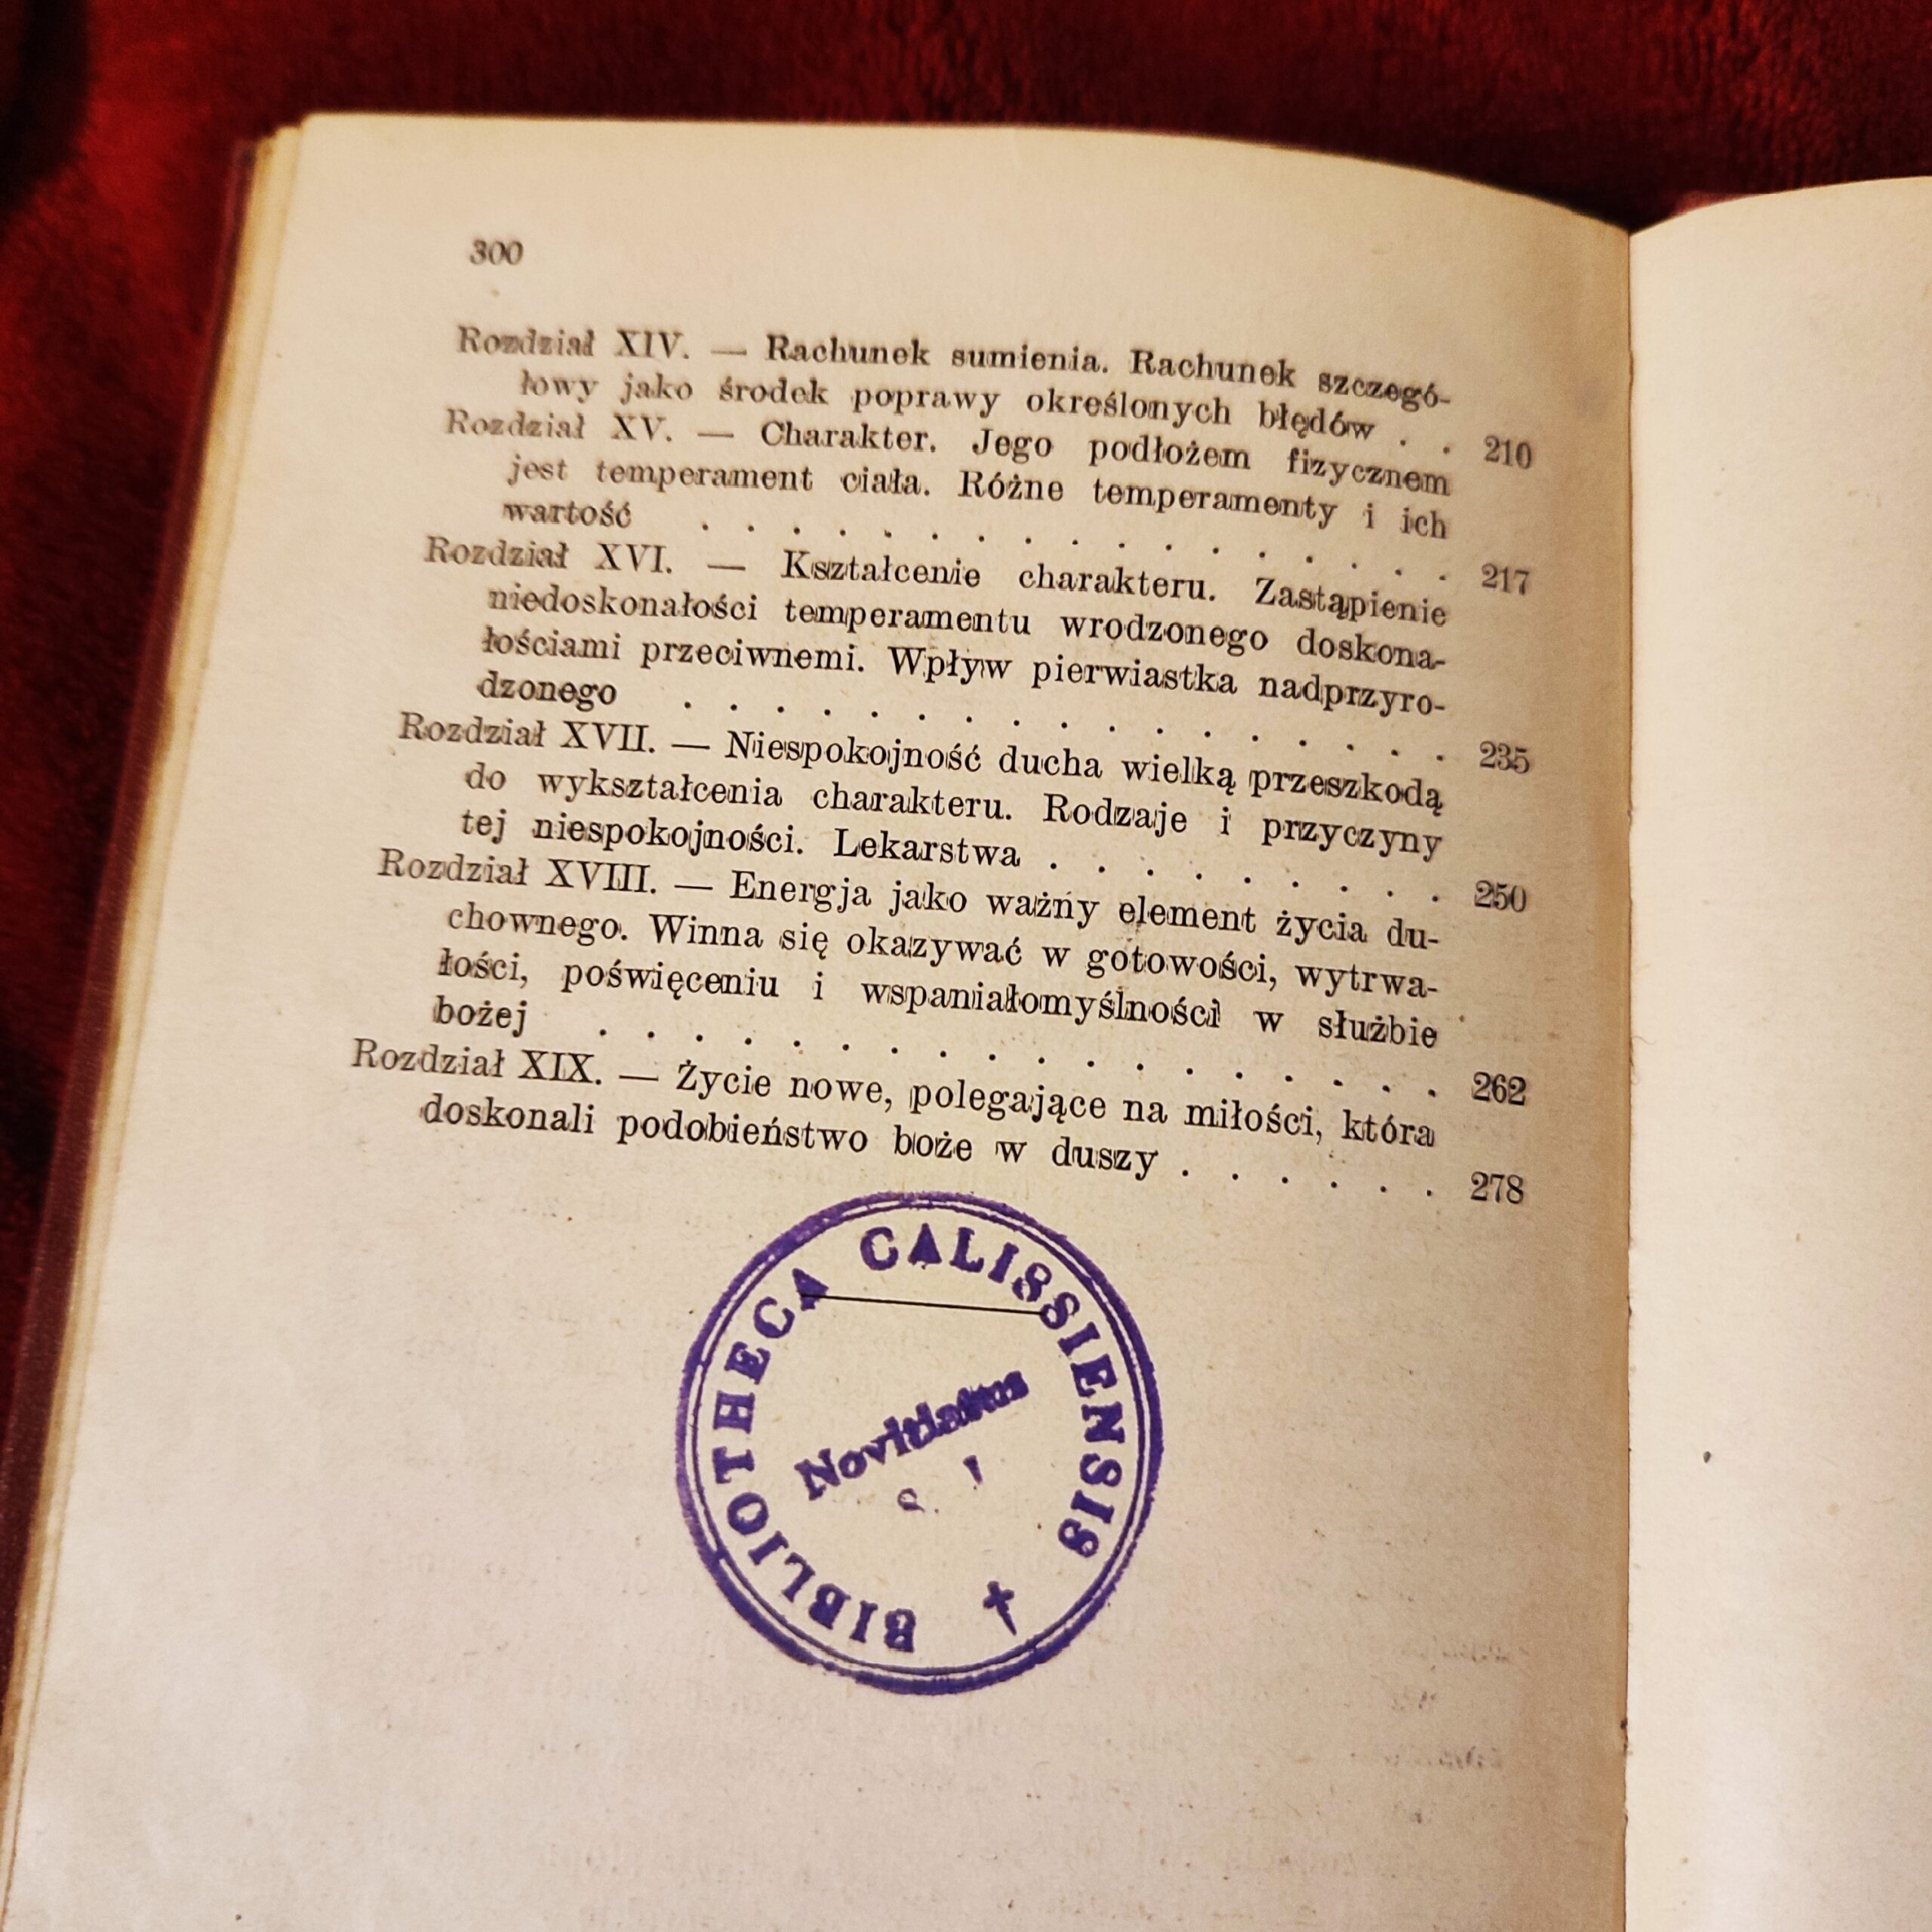 300
Rozdział XIV. — Rachunek sumienia. Rachunek szczegó-
łowy jako środek poprawy określonych błędów . . 210
Rozdział XV. — Charakter. Jego podłożem fizycznem
jest temperament ciała. Różne temperamenty i ich
wartość . . . . . . . . . . . . . . . . . 217
Rozdział XVI. — Kształcenie charakteru. Zastąpienie
niedoskonałości temperamentu wrodzonego doskona-
łościami przeciwnemi. Wpływ pierwiastka nadprzyro-
dzonego . . . . . . . . . . . . . . . . . 235
Rozdział XVII. — Niespokojność ducha wielką przeszkodą
do wykształcenia charakteru. Rodzaje i przyczyny
tej niespokojności. Lekarstwa . . . . . . . . . 250
Rozdział XVIII. — Energja jako ważny element życia du-
chownego. Winna się okazywać w gotowości, wytrwa-
łości, poświęceniu i wspaniałomyślności w służbie
bożej . . . . . . . . . . . . . . . . . . 262
Rozdział XIX. — Życie nowe, polegające na miłości, która
doskonali podobieństwo boże w duszy . . . . . . 278
BIBLIOTHECA CALISSIENSIS †
Novitiatus